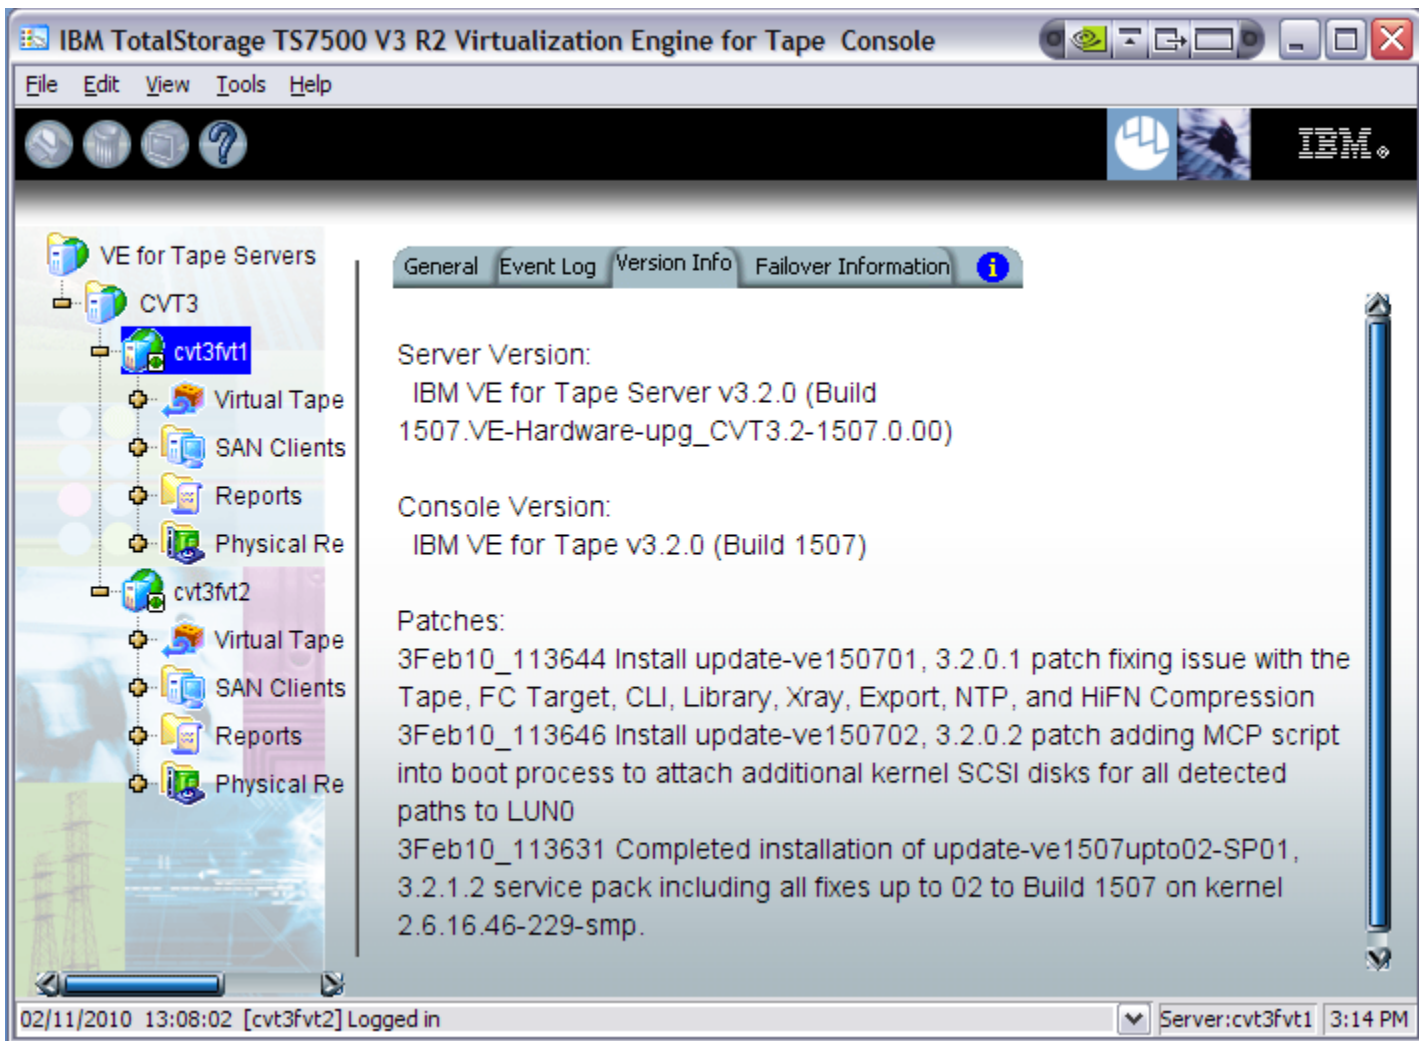 IBM TotalStorage TS7500 V3 R2 Virtualization Engine for Tape Console
File Edit View Tools Help
IBM
VE for Tape Servers
CVT3
cvt3fvt1
Virtual Tape
SAN Clients
Reports
Physical Re
cvt3fvt2
Virtual Tape
SAN Clients
Reports
Physical Re
General Event Log Version Info Failover Information i
Server Version:
IBM VE for Tape Server v3.2.0 (Build
1507.VE-Hardware-upg_CVT3.2-1507.0.00)
Console Version:
IBM VE for Tape v3.2.0 (Build 1507)
Patches:
3Feb10_113644 Install update-ve150701, 3.2.0.1 patch fixing issue with the
Tape, FC Target, CLI, Library, Xray, Export, NTP, and HiFN Compression
3Feb10_113646 Install update-ve150702, 3.2.0.2 patch adding MCP script
into boot process to attach additional kernel SCSI disks for all detected
paths to LUN0
3Feb10_113631 Completed installation of update-ve1507upto02-SP01,
3.2.1.2 service pack including all fixes up to 02 to Build 1507 on kernel
2.6.16.46-229-smp.
02/11/2010 13:08:02 [cvt3fvt2] Logged in
Server:cvt3fvt1 3:14 PM